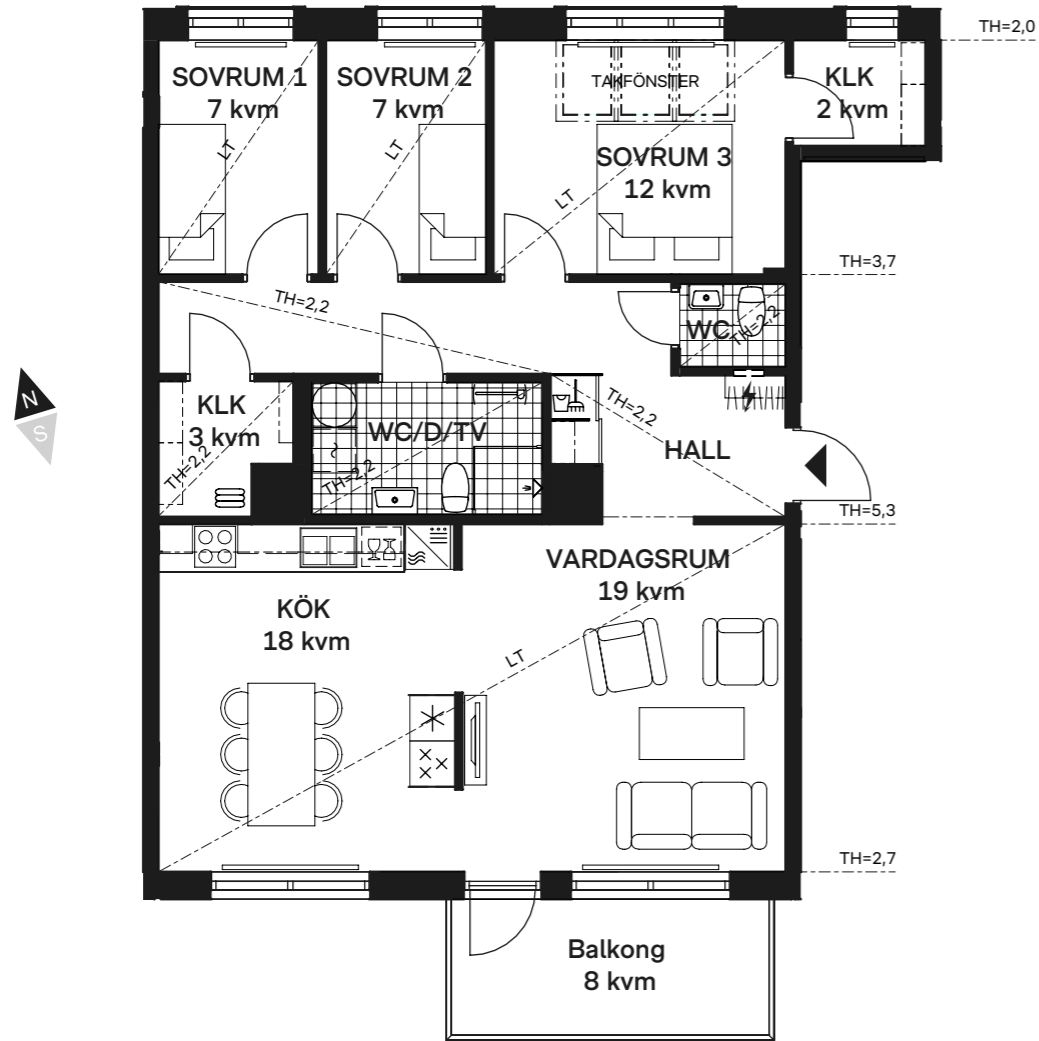 TH=2,0
SOVRUM 1
7 kvm
SOVRUM 2
7 kvm
TAKFÖNSTER
KLK
2 kvm
LT
LT
LT
SOVRUM 3
12 kvm
TH=3,7
TH=2,2
WC
TH=2,2
N
S
KLK
3 kvm
TH=2,2
WC/D/TV
TH=2,2
TH=2,2
HALL
TH=5,3
VARDAGSRUM
19 kvm
KÖK
18 kvm
LT
TH=2,7
Balkong
8 kvm